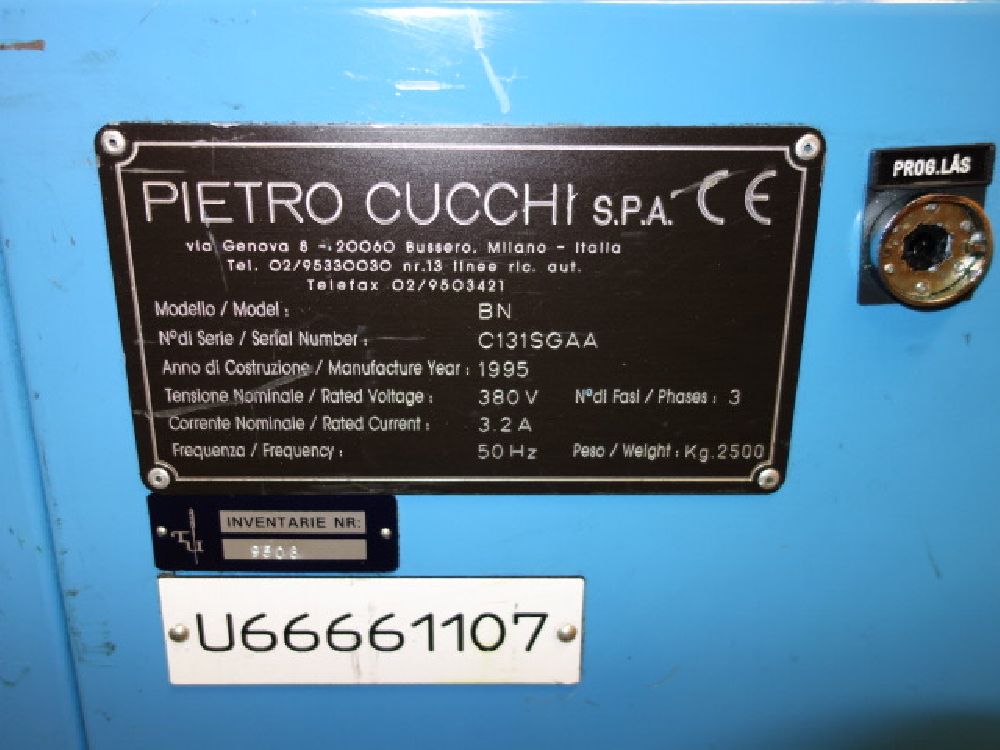 PIETRO CUCCHI S.P.A. CE
via Genova 8 - 20060 Bussero, Milano - Italia
Tel. 02/95330030 nr.13 linee ric. aut.
Telefax 02/9503421
Modello / Model : BN
N° di Serie / Serial Number : C131SGAA
Anno di Costruzione / Manufacture Year : 1995
Tensione Nominale / Rated Voltage : 380 V N° di Fasi / Phases : 3
Corrente Nominale / Rated Current : 3.2 A
Frequenza / Frequency : 50 Hz Peso / Weight : Kg. 2500
PROG.LÅS
TU
INVENTARIE NR:
9508
U66661107